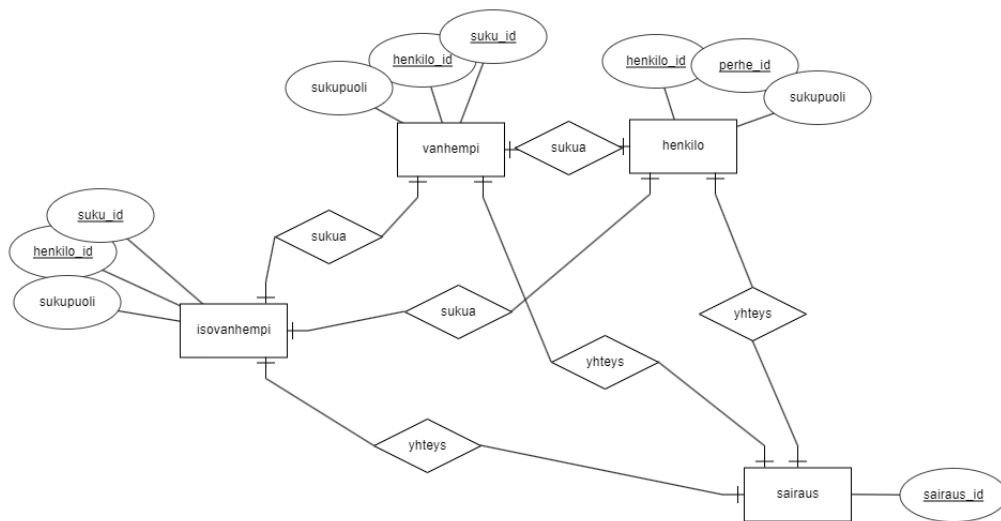 suku_id
henkilo_id
sukupuoli
henkilo_id
perhe_id
sukupuoli
vanhempi
sukua
henkilo
suku_id
henkilo_id
sukupuoli
sukua
isovanhempi
sukua
yhteys
yhteys
yhteys
sairaus
sairaus_id